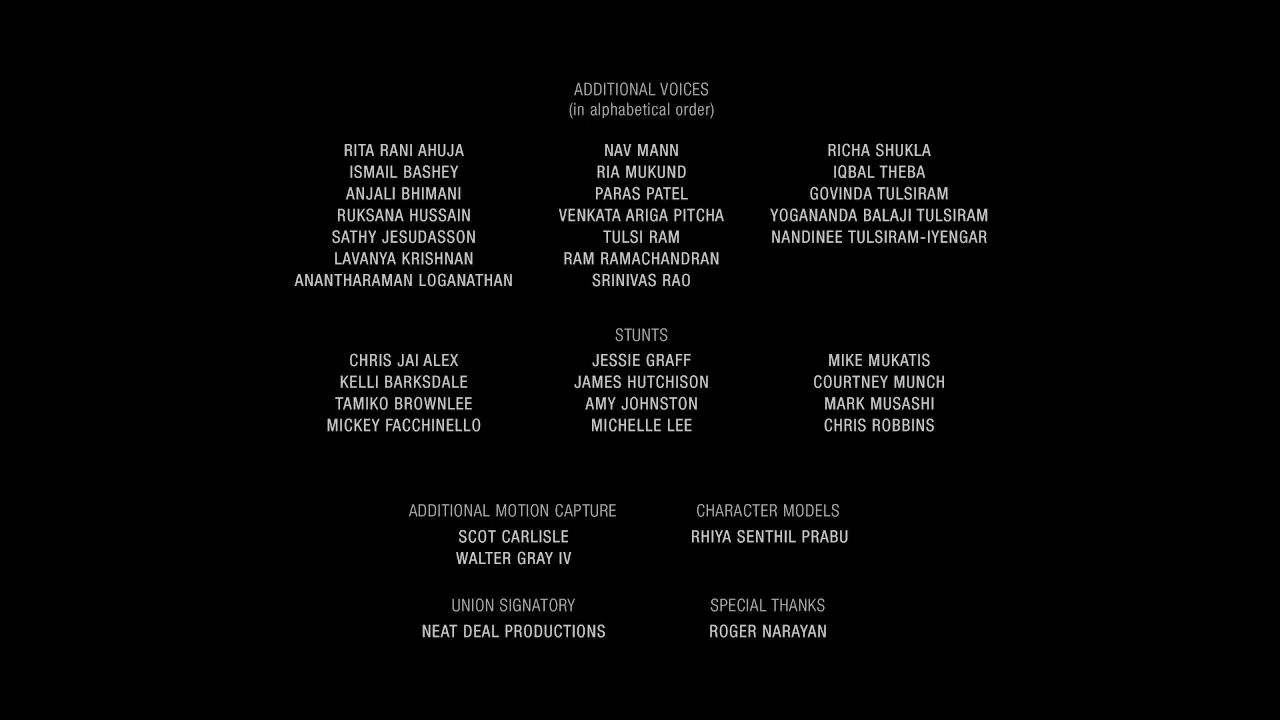 ADDITIONAL VOICES
(in alphabetical order)
RITA RANI AHUJA
ISMAIL BASHEY
ANJALI BHIMANI
RUKSANA HUSSAIN
SATHY JESUDASSON
LAVANYA KRISHNAN
ANANTHARAMAN LOGANATHAN
NAV MANN
RIA MUKUND
PARAS PATEL
VENKATA ARIGA PITCHA
TULSI RAM
RAM RAMACHANDRAN
SRINIVAS RAO
RICHA SHUKLA
IQBAL THEBA
GOVINDA TULSIRAM
YOGANANDA BALAJI TULSIRAM
NANDINEE TULSIRAM-IYENGAR
STUNTS
CHRIS JAI ALEX
KELLI BARKSDALE
TAMIKO BROWNLEE
MICKEY FACCHINELLO
JESSIE GRAFF
JAMES HUTCHISON
AMY JOHNSTON
MICHELLE LEE
MIKE MUKATIS
COURTNEY MUNCH
MARK MUSASHI
CHRIS ROBBINS
ADDITIONAL MOTION CAPTURE
SCOT CARLISLE
WALTER GRAY IV
CHARACTER MODELS
RHIYA SENTHIL PRABU
UNION SIGNATORY
NEAT DEAL PRODUCTIONS
SPECIAL THANKS
ROGER NARAYAN